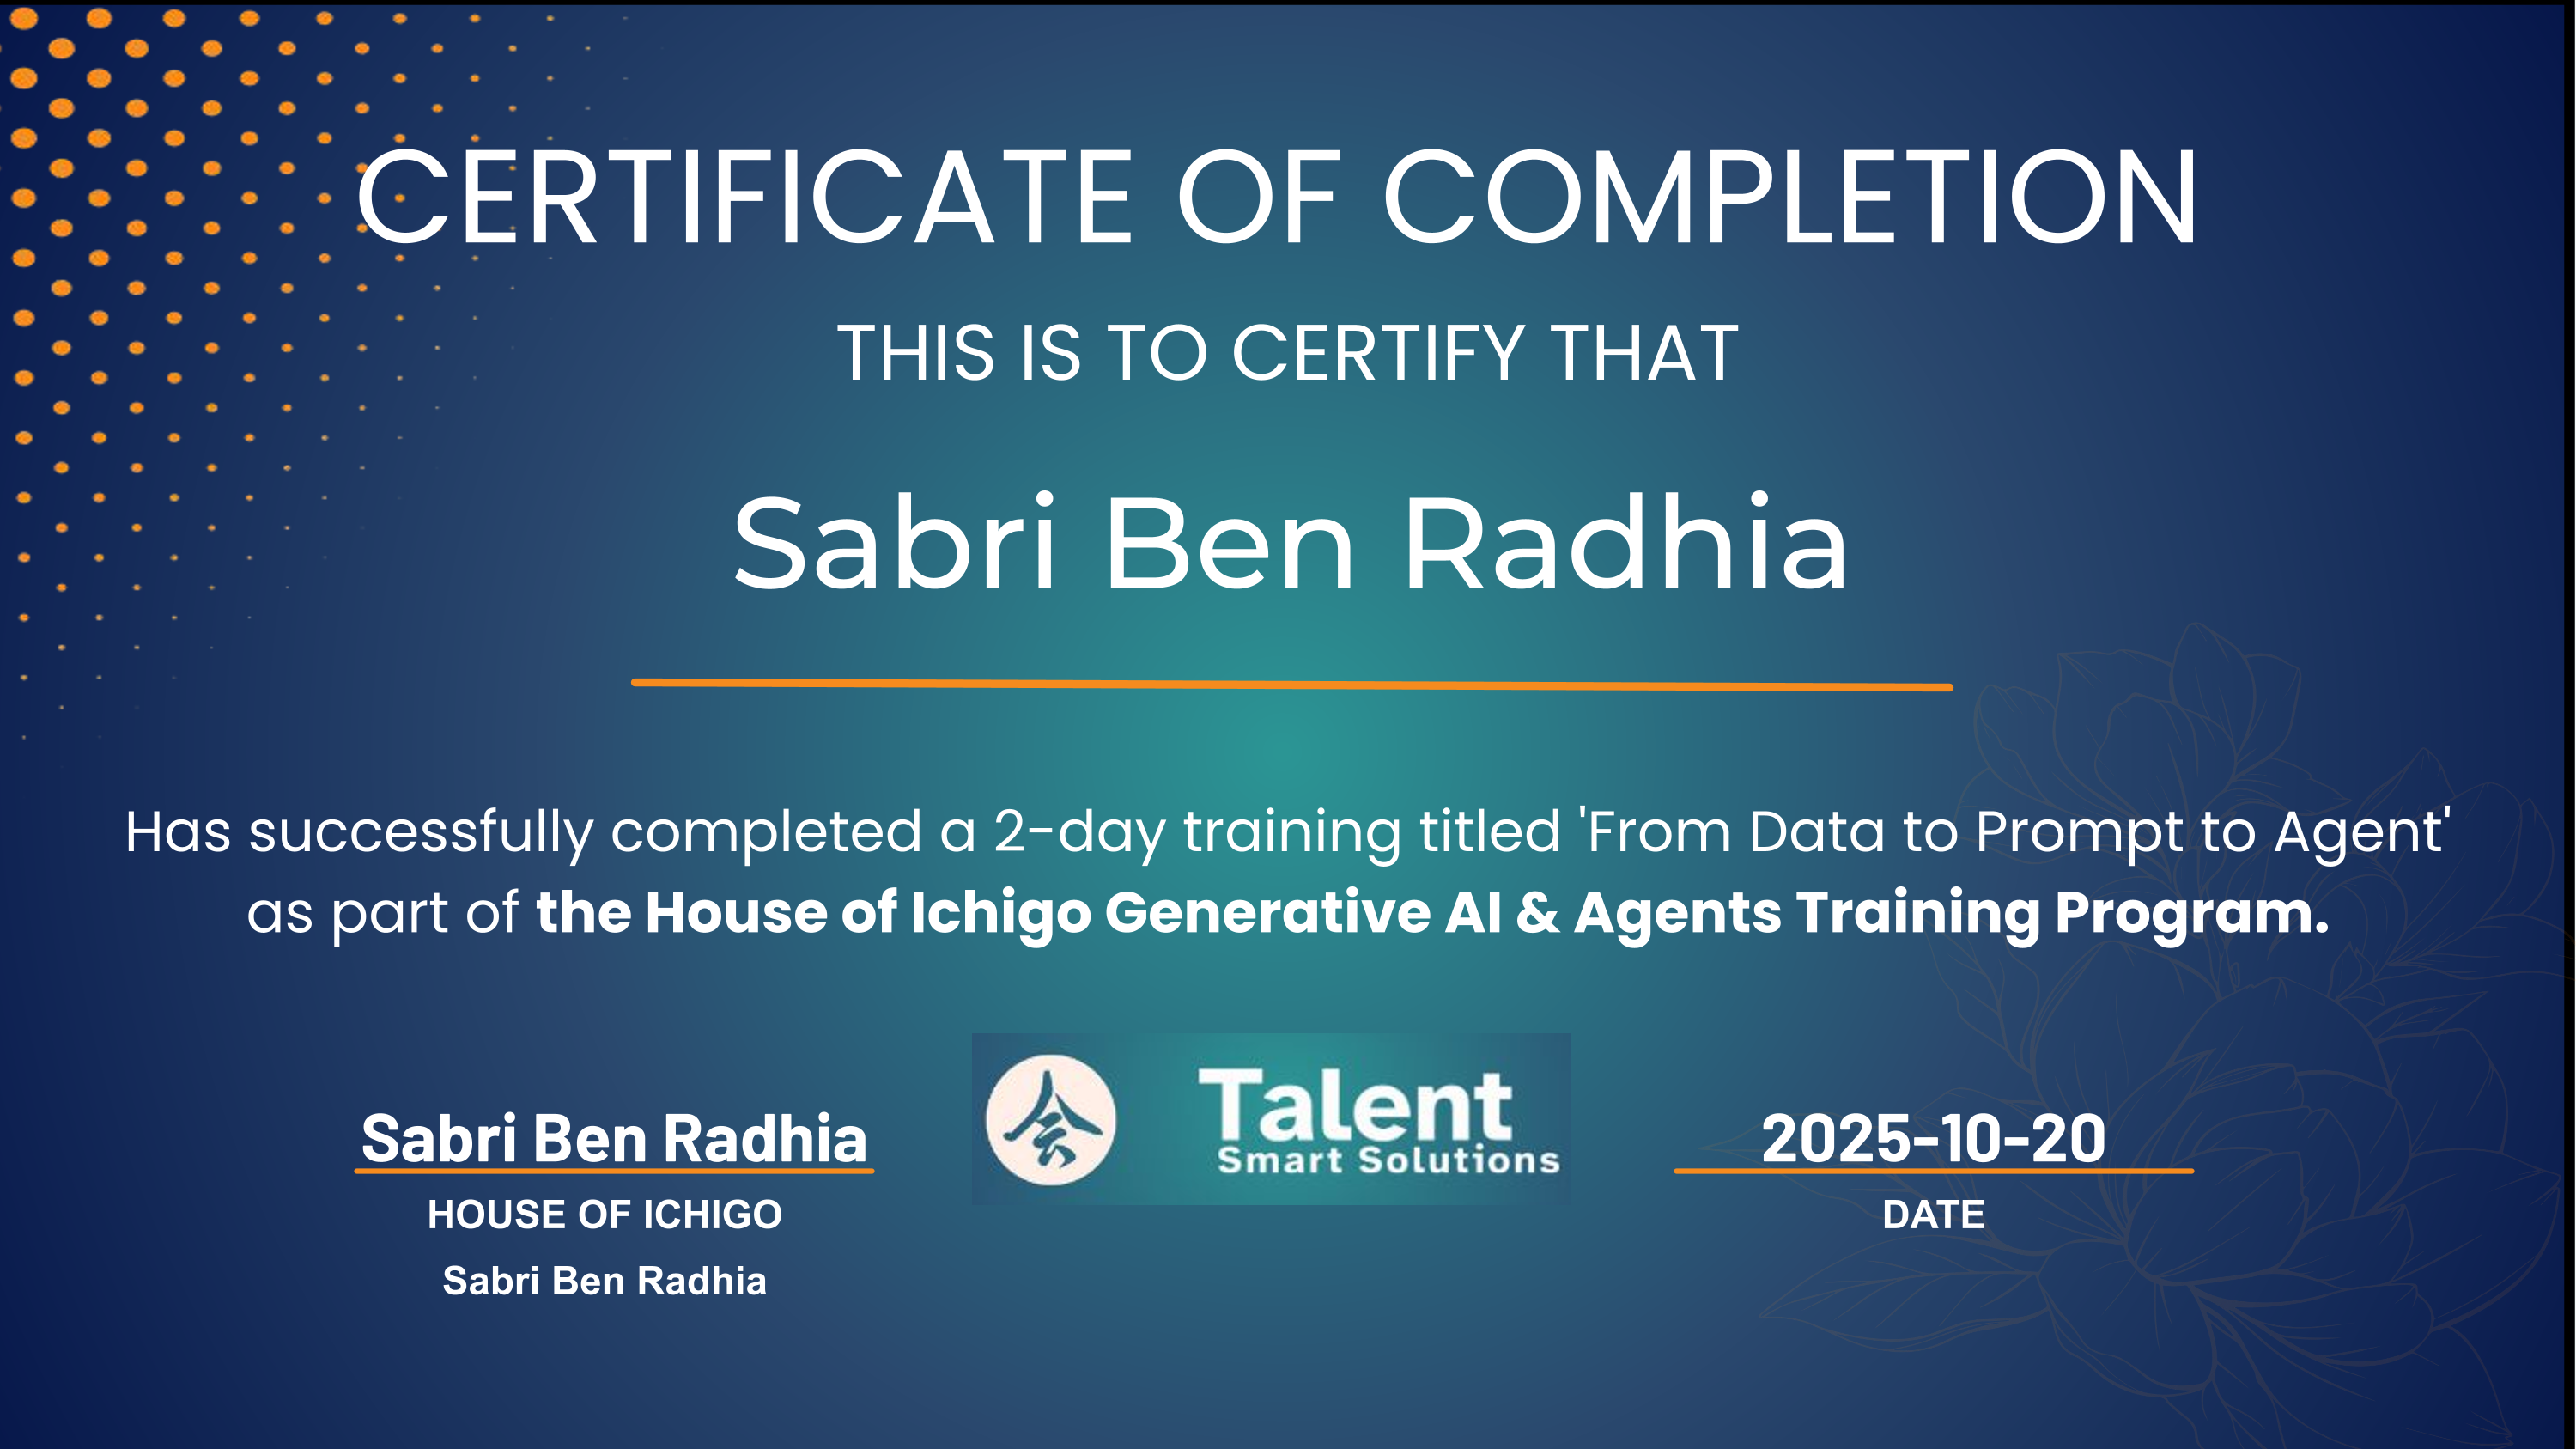 CERTIFICATE OF COMPLETION
THIS IS TO CERTIFY THAT
Sabri Ben Radhia
Has successfully completed a 2-day training titled 'From Data to Prompt to Agent'
as part of the House of Ichigo Generative AI & Agents Training Program.
Talent
Smart Solutions
Sabri Ben Radhia
HOUSE OF ICHIGO
Sabri Ben Radhia
2025-10-20
DATE